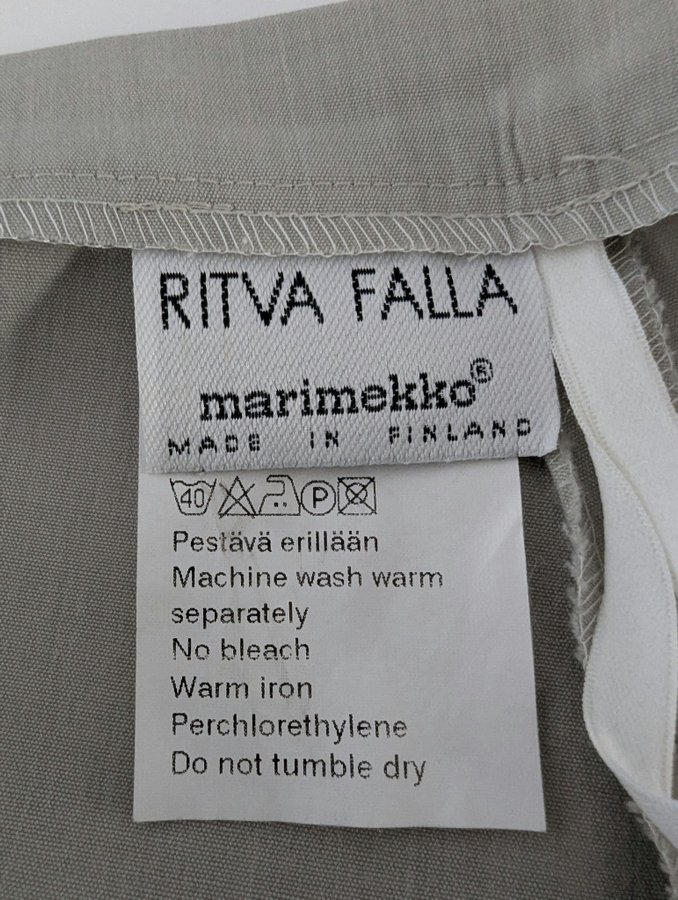 RITVA FALLA
marimekko®
MADE IN FINLAND
40 P
Pestävä erillään
Machine wash warm
separately
No bleach
Warm iron
Perchlorethylene
Do not tumble dry